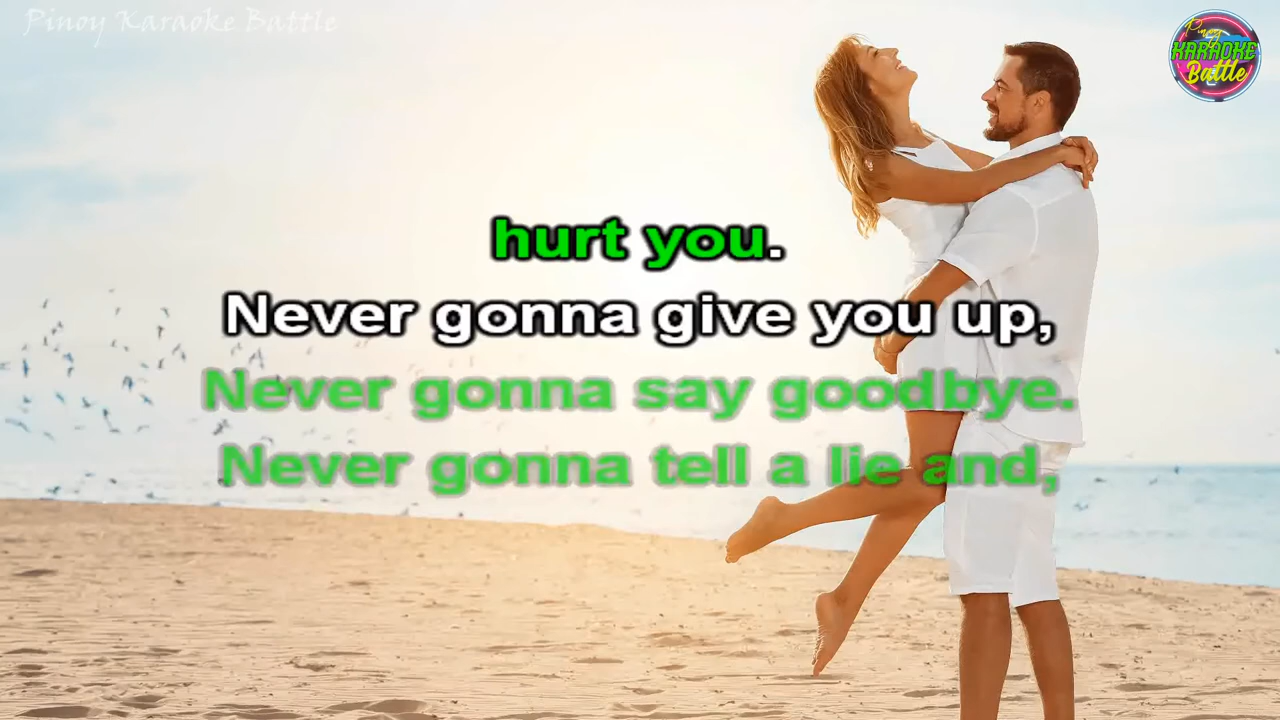 Pinoy Karaoke Battle
Pinoy
KARAOKE
Battle
hurt you.
Never gonna give you up,
Never gonna say goodbye.
Never gonna tell a lie and,